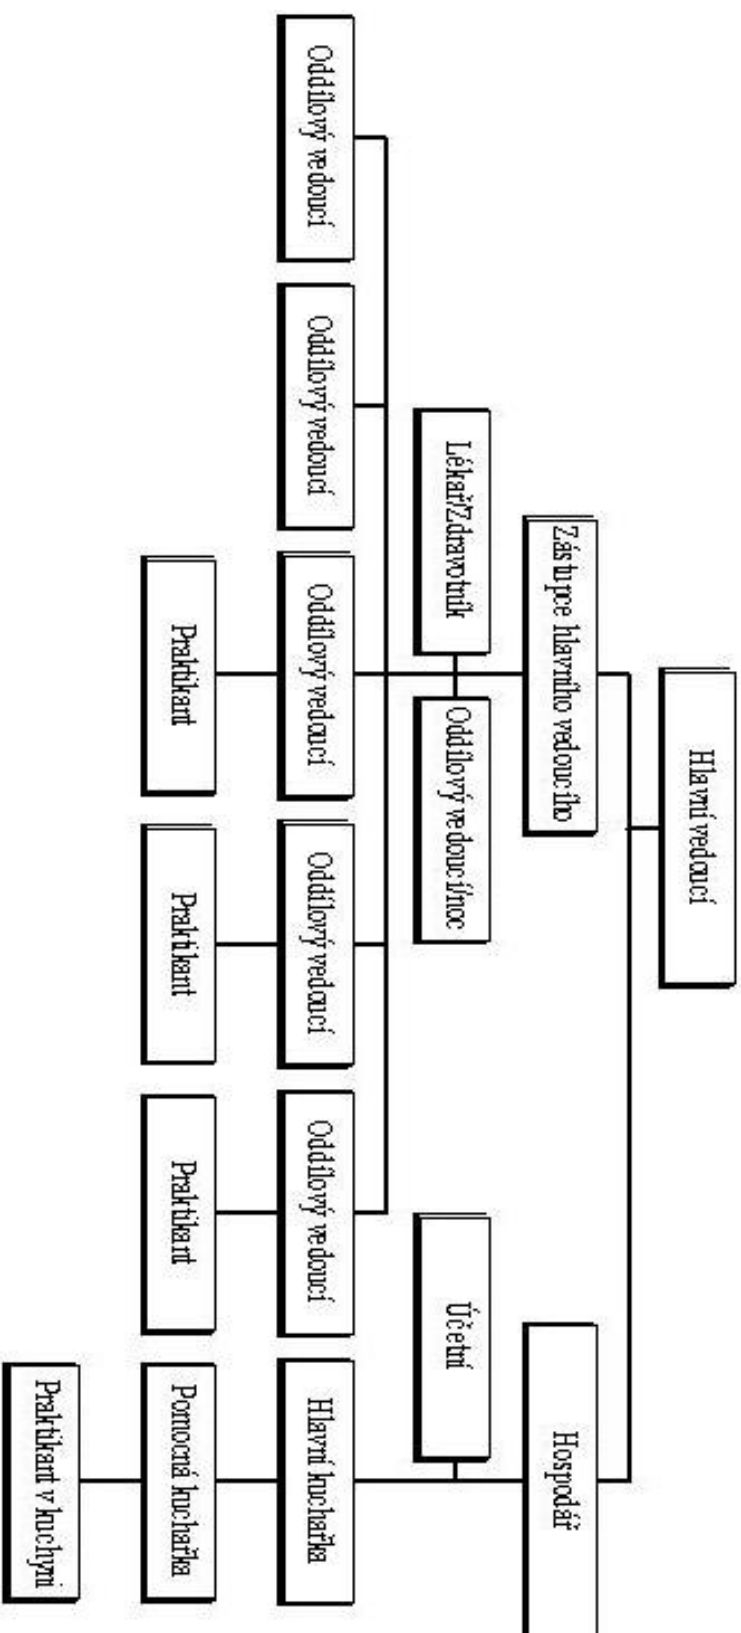 Hlavní vedoucí
Zástupce hlavního vedoucího
Hospodář
Lékař/Zdravotník
Oddílový vedoucí/noc
Účetní
Oddílový vedoucí
Oddílový vedoucí
Oddílový vedoucí
Oddílový vedoucí
Oddílový vedoucí
Hlavní kuchařka
Praktikant
Praktikant
Praktikant
Pomocná kuchařka
Praktikant v kuchyni